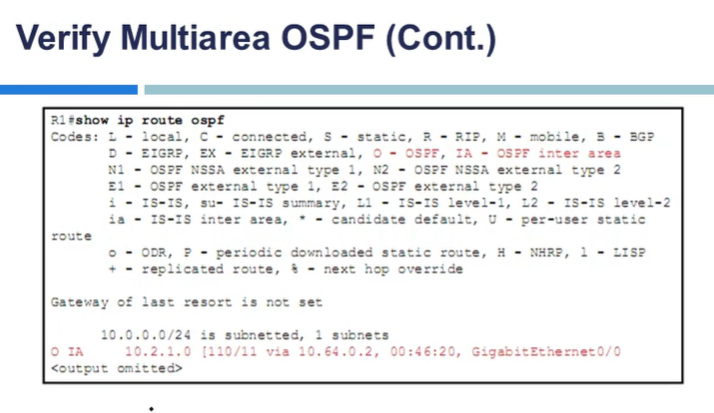 Verify Multiarea OSPF (Cont.)
R1#show ip route ospf
Codes: L - local, C - connected, S - static, R - RIP, M - mobile, B - BGP
D - EIGRP, EX - EIGRP external, O - OSPF, IA - OSPF inter area
N1 - OSPF NSSA external type 1, N2 - OSPF NSSA external type 2
E1 - OSPF external type 1, E2 - OSPF external type 2
i - IS-IS, su- IS-IS summary, L1 - IS-IS level-1, L2 - IS-IS level-2
ia - IS-IS inter area, * - candidate default, U - per-user static
route
o - ODR, P - periodic downloaded static route, H - NHRP, l - LISP
+ - replicated route, % - next hop override
Gateway of last resort is not set
10.0.0.0/24 is subnetted, 1 subnets
O IA 10.2.1.0 [110/11 via 10.64.0.2, 00:46:20, GigabitEthernet0/0
<output omitted>